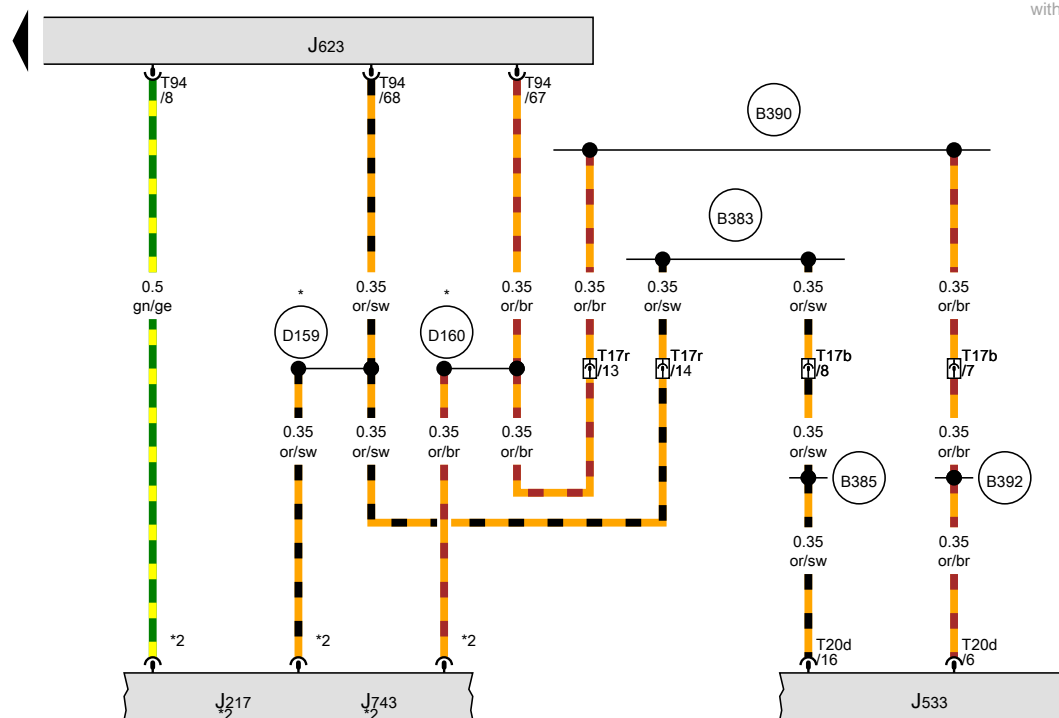 with
J623
T94
/8
T94
/68
T94
/67
B390
B383
0.5
gn/ge
*
0.35
or/sw
*
0.35
or/br
0.35
or/br
0.35
or/sw
0.35
or/sw
0.35
or/br
D159
D160
T17r
/13
T17r
/14
T17b
/8
T17b
/7
0.35
or/sw
0.35
or/sw
0.35
or/br
0.35
or/br
0.35
or/sw
0.35
or/br
B385
B392
0.35
or/sw
0.35
or/br
*2
*2
*2
T20d
/16
T20d
/6
J217
*2
J743
*2
J533